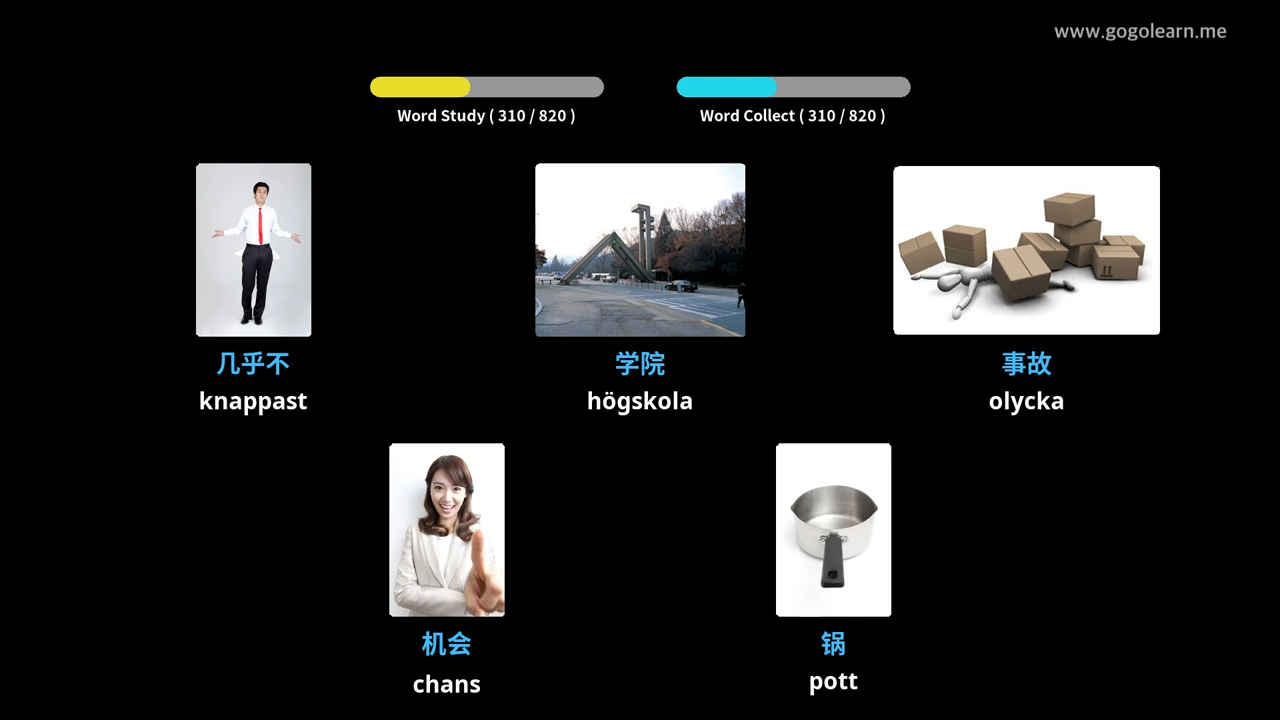 www.gogolearn.me
Word Study ( 310 / 820 )
Word Collect ( 310 / 820 )
几乎不
knappast
学院
högskola
事故
olycka
机会
chans
锅
pott